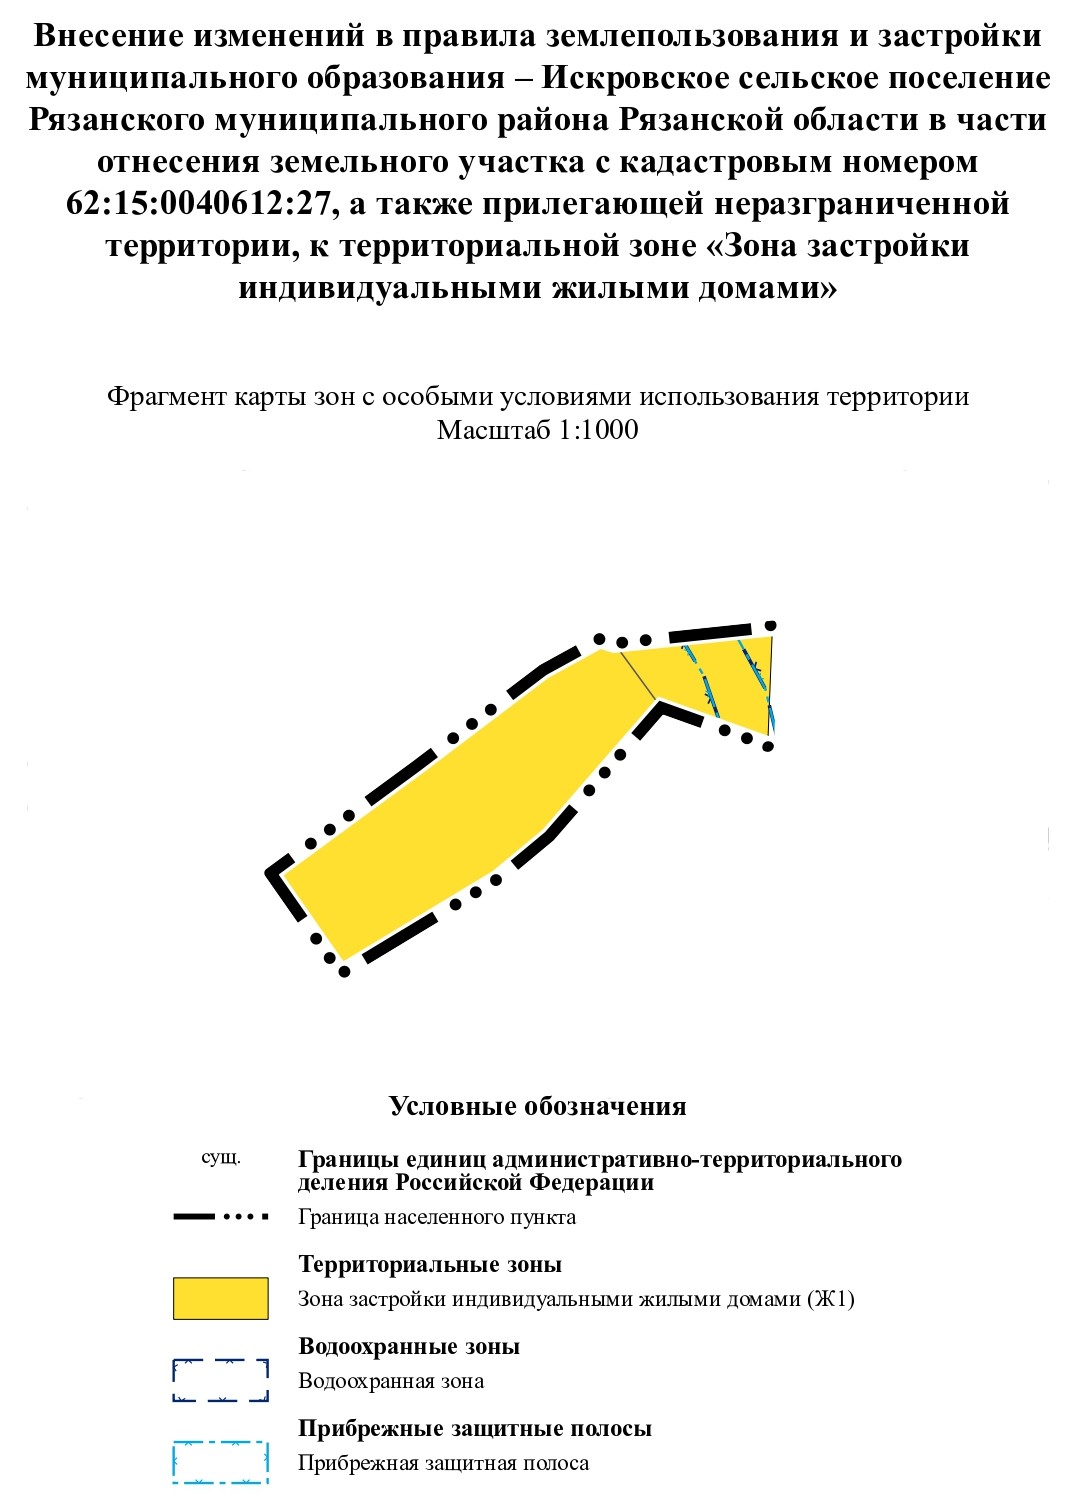 Внесение изменений в правила землепользования и застройки
муниципального образования – Искровское сельское поселение
Рязанского муниципального района Рязанской области в части
отнесения земельного участка с кадастровым номером
62:15:0040612:27, а также прилегающей неразграниченной
территории, к территориальной зоне «Зона застройки
индивидуальными жилыми домами»
Фрагмент карты зон с особыми условиями использования территории
Масштаб 1:1000
Условные обозначения
сущ.
Границы единиц административно-территориального
деления Российской Федерации
Граница населенного пункта
Территориальные зоны
Зона застройки индивидуальными жилыми домами (Ж1)
Водоохранные зоны
Водоохранная зона
Прибрежные защитные полосы
Прибрежная защитная полоса